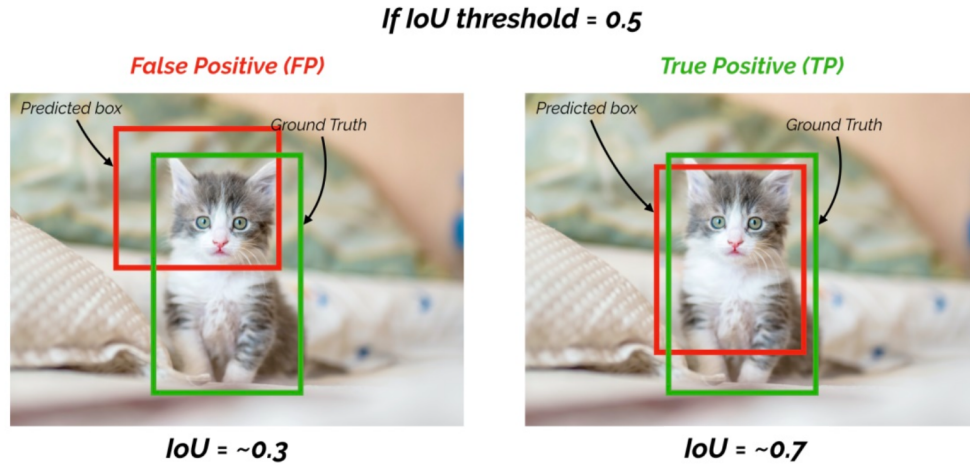 If IoU threshold = 0.5
False Positive (FP)
True Positive (TP)
Predicted box
Ground Truth
Predicted box
Ground Truth
IoU = ~0.3
IoU = ~0.7